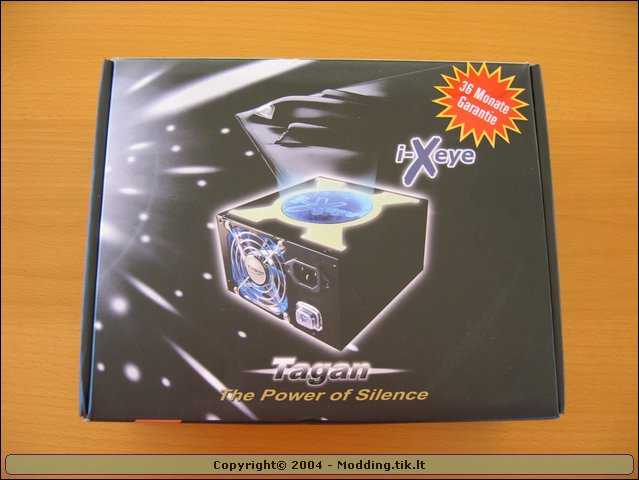 36 Monate
Garantie
i-Xeye
Tagan
The Power of Silence
Copyright© 2004 - Modding.tik.lt